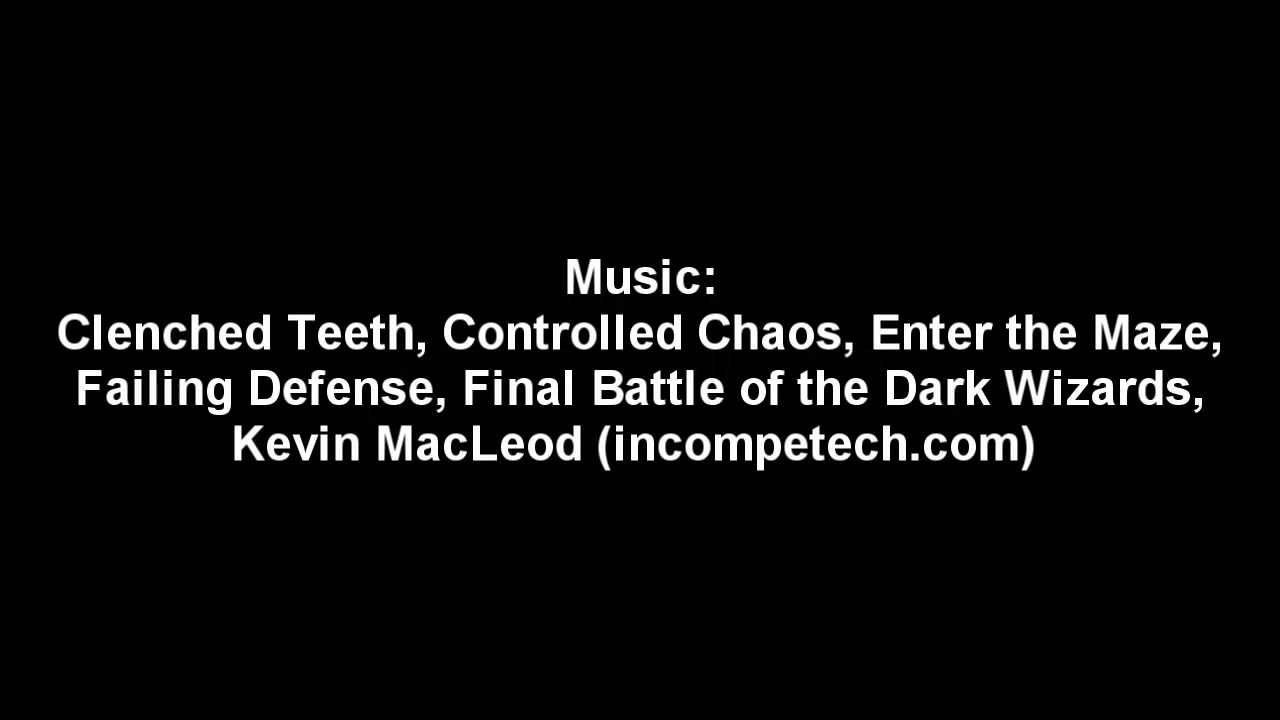 Music:
Clenched Teeth, Controlled Chaos, Enter the Maze,
Failing Defense, Final Battle of the Dark Wizards,
Kevin MacLeod (incompetech.com)